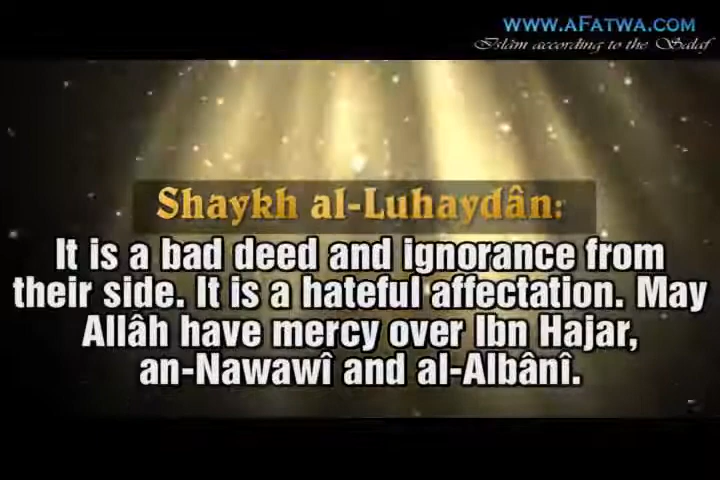 WWW.AFATWA.COM
Islâm according to the Salaf
Shaykh al-Luhaydân:
It is a bad deed and ignorance from
their side. It is a hateful affectation. May
Allâh have mercy over Ibn Hajar,
an-Nawawî and al-Albânî.